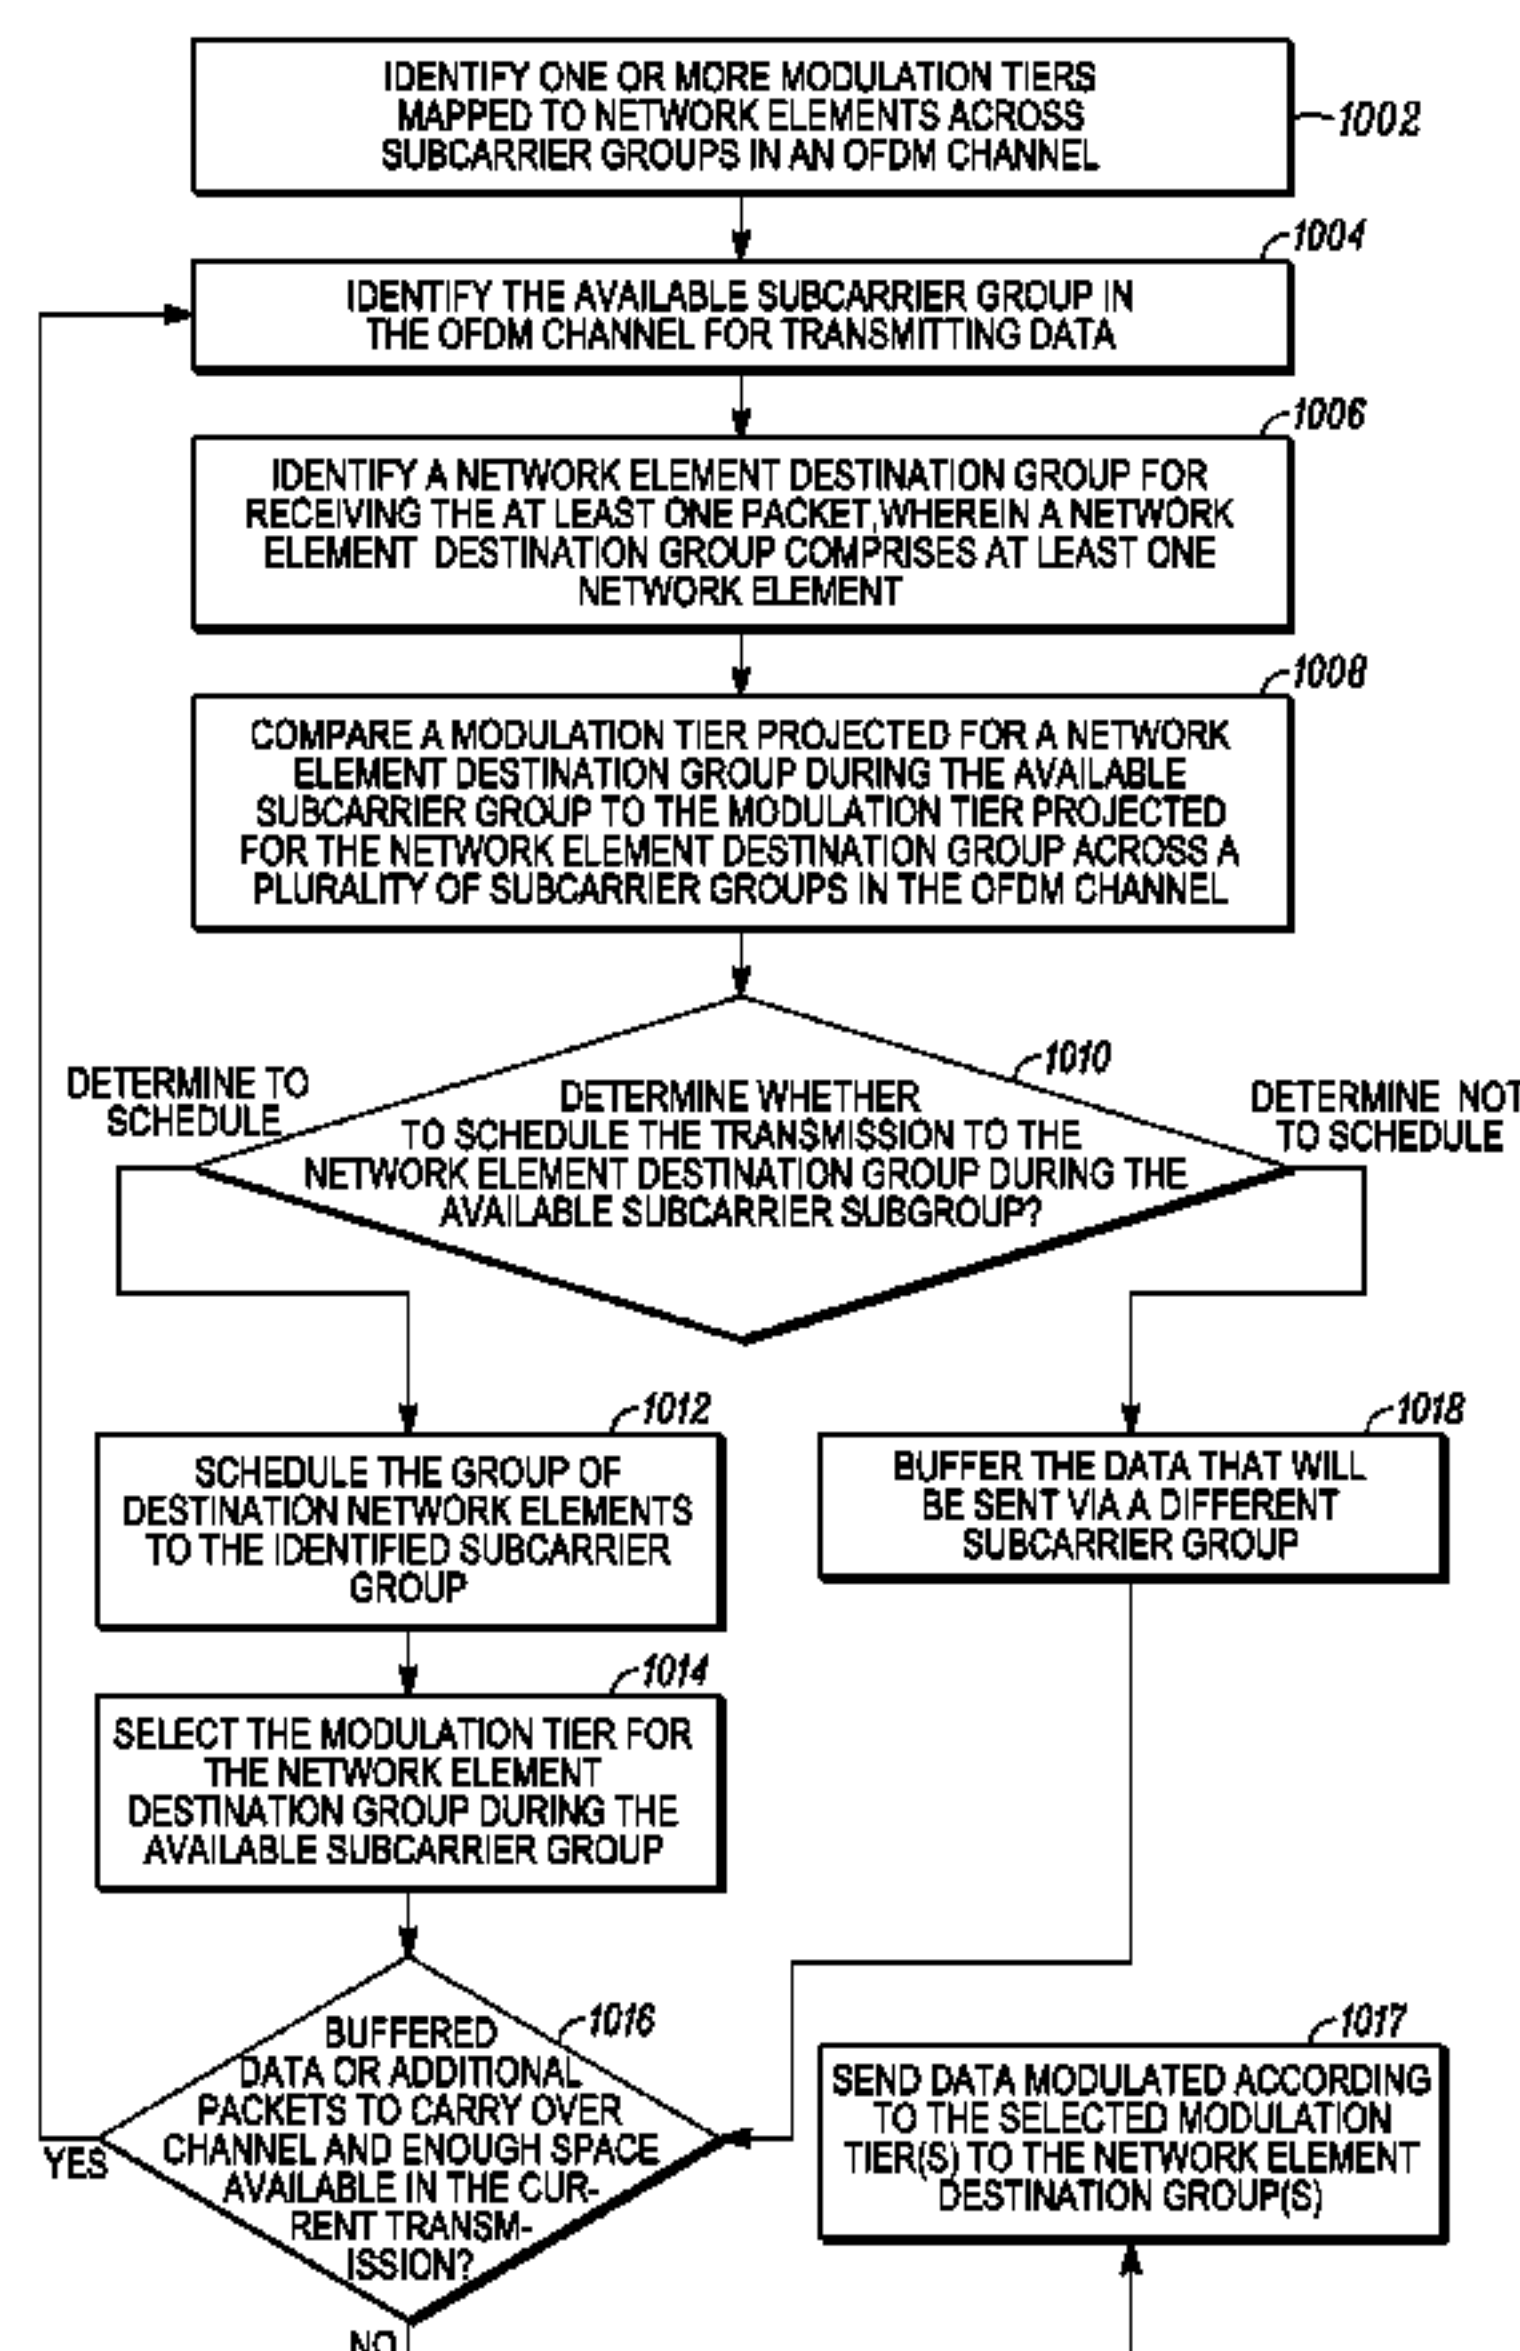 IDENTIFY ONE OR MORE MODULATION TIERS
MAPPED TO NETWORK ELEMENTS ACROSS
SUBCARRIER GROUPS IN AN OFDM CHANNEL
1002
1004
IDENTIFY THE AVAILABLE SUBCARRIER GROUP IN
THE OFDM CHANNEL FOR TRANSMITTING DATA
1006
IDENTIFY A NETWORK ELEMENT DESTINATION GROUP FOR
RECEIVING THE AT LEAST ONE PACKET, WHEREIN A NETWORK
ELEMENT DESTINATION GROUP COMPRISES AT LEAST ONE
NETWORK ELEMENT
1008
COMPARE A MODULATION TIER PROJECTED FOR A NETWORK
ELEMENT DESTINATION GROUP DURING THE AVAILABLE
SUBCARRIER GROUP TO THE MODULATION TIER PROJECTED
FOR THE NETWORK ELEMENT DESTINATION GROUP ACROSS A
PLURALITY OF SUBCARRIER GROUPS IN THE OFDM CHANNEL
1010
DETERMINE TO
SCHEDULE
DETERMINE WHETHER
TO SCHEDULE THE TRANSMISSION TO THE
NETWORK ELEMENT DESTINATION GROUP DURING THE
AVAILABLE SUBCARRIER SUBGROUP?
DETERMINE NOT
TO SCHEDULE
1012
SCHEDULE THE GROUP OF
DESTINATION NETWORK ELEMENTS
TO THE IDENTIFIED SUBCARRIER
GROUP
1018
BUFFER THE DATA THAT WILL
BE SENT VIA A DIFFERENT
SUBCARRIER GROUP
1014
SELECT THE MODULATION TIER FOR
THE NETWORK ELEMENT
DESTINATION GROUP DURING THE
AVAILABLE SUBCARRIER GROUP
1016
BUFFERED
DATA OR ADDITIONAL
PACKETS TO CARRY OVER
CHANNEL AND ENOUGH SPACE
AVAILABLE IN THE CUR-
RENT TRANSM-
ISSION?
YES
NO
1017
SEND DATA MODULATED ACCORDING
TO THE SELECTED MODULATION
TIER(S) TO THE NETWORK ELEMENT
DESTINATION GROUP(S)